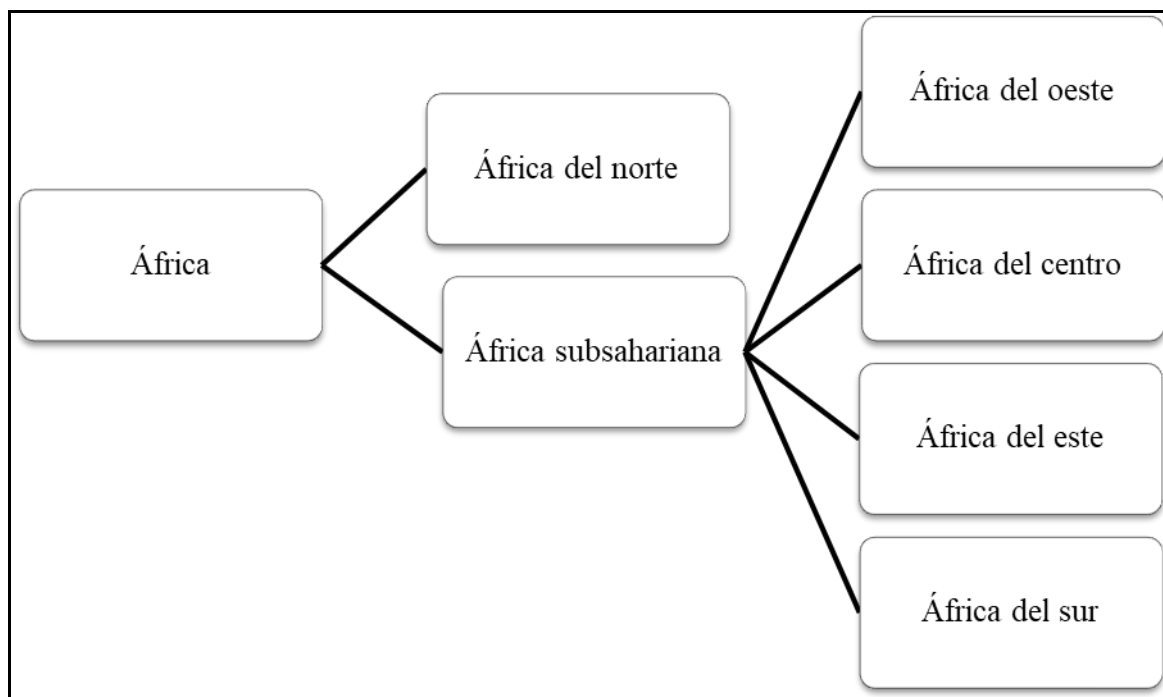 África
África del norte
África subsahariana
África del oeste
África del centro
África del este
África del sur